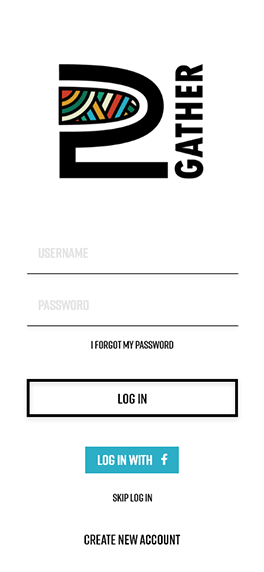 GATHER
USERNAME
PASSWORD
I FORGOT MY PASSWORD
LOG IN
LOG IN WITH f
SKIP LOG IN
CREATE NEW ACCOUNT